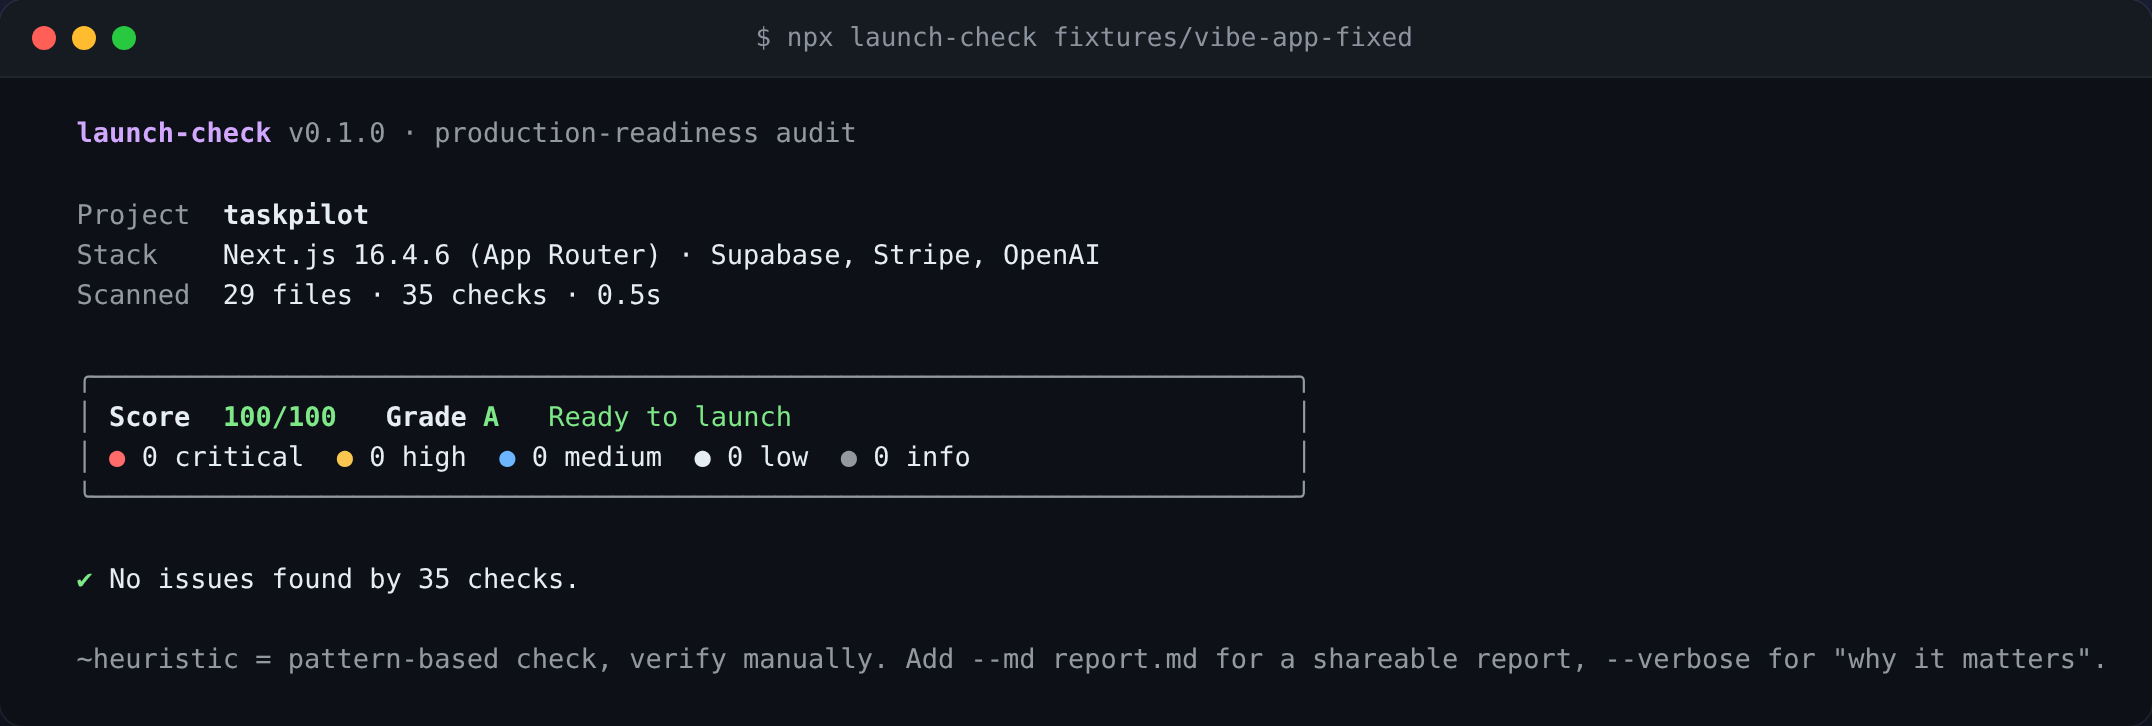 $ npx launch-check fixtures/vibe-app-fixed
launch-check v0.1.0 · production-readiness audit
Project taskpilot
Stack Next.js 16.4.6 (App Router) · Supabase, Stripe, OpenAI
Scanned 29 files · 35 checks · 0.5s
Score 100/100 Grade A Ready to launch
● 0 critical ● 0 high ● 0 medium ● 0 low ● 0 info
✔ No issues found by 35 checks.
~heuristic = pattern-based check, verify manually. Add --md report.md for a shareable report, --verbose for "why it matters".